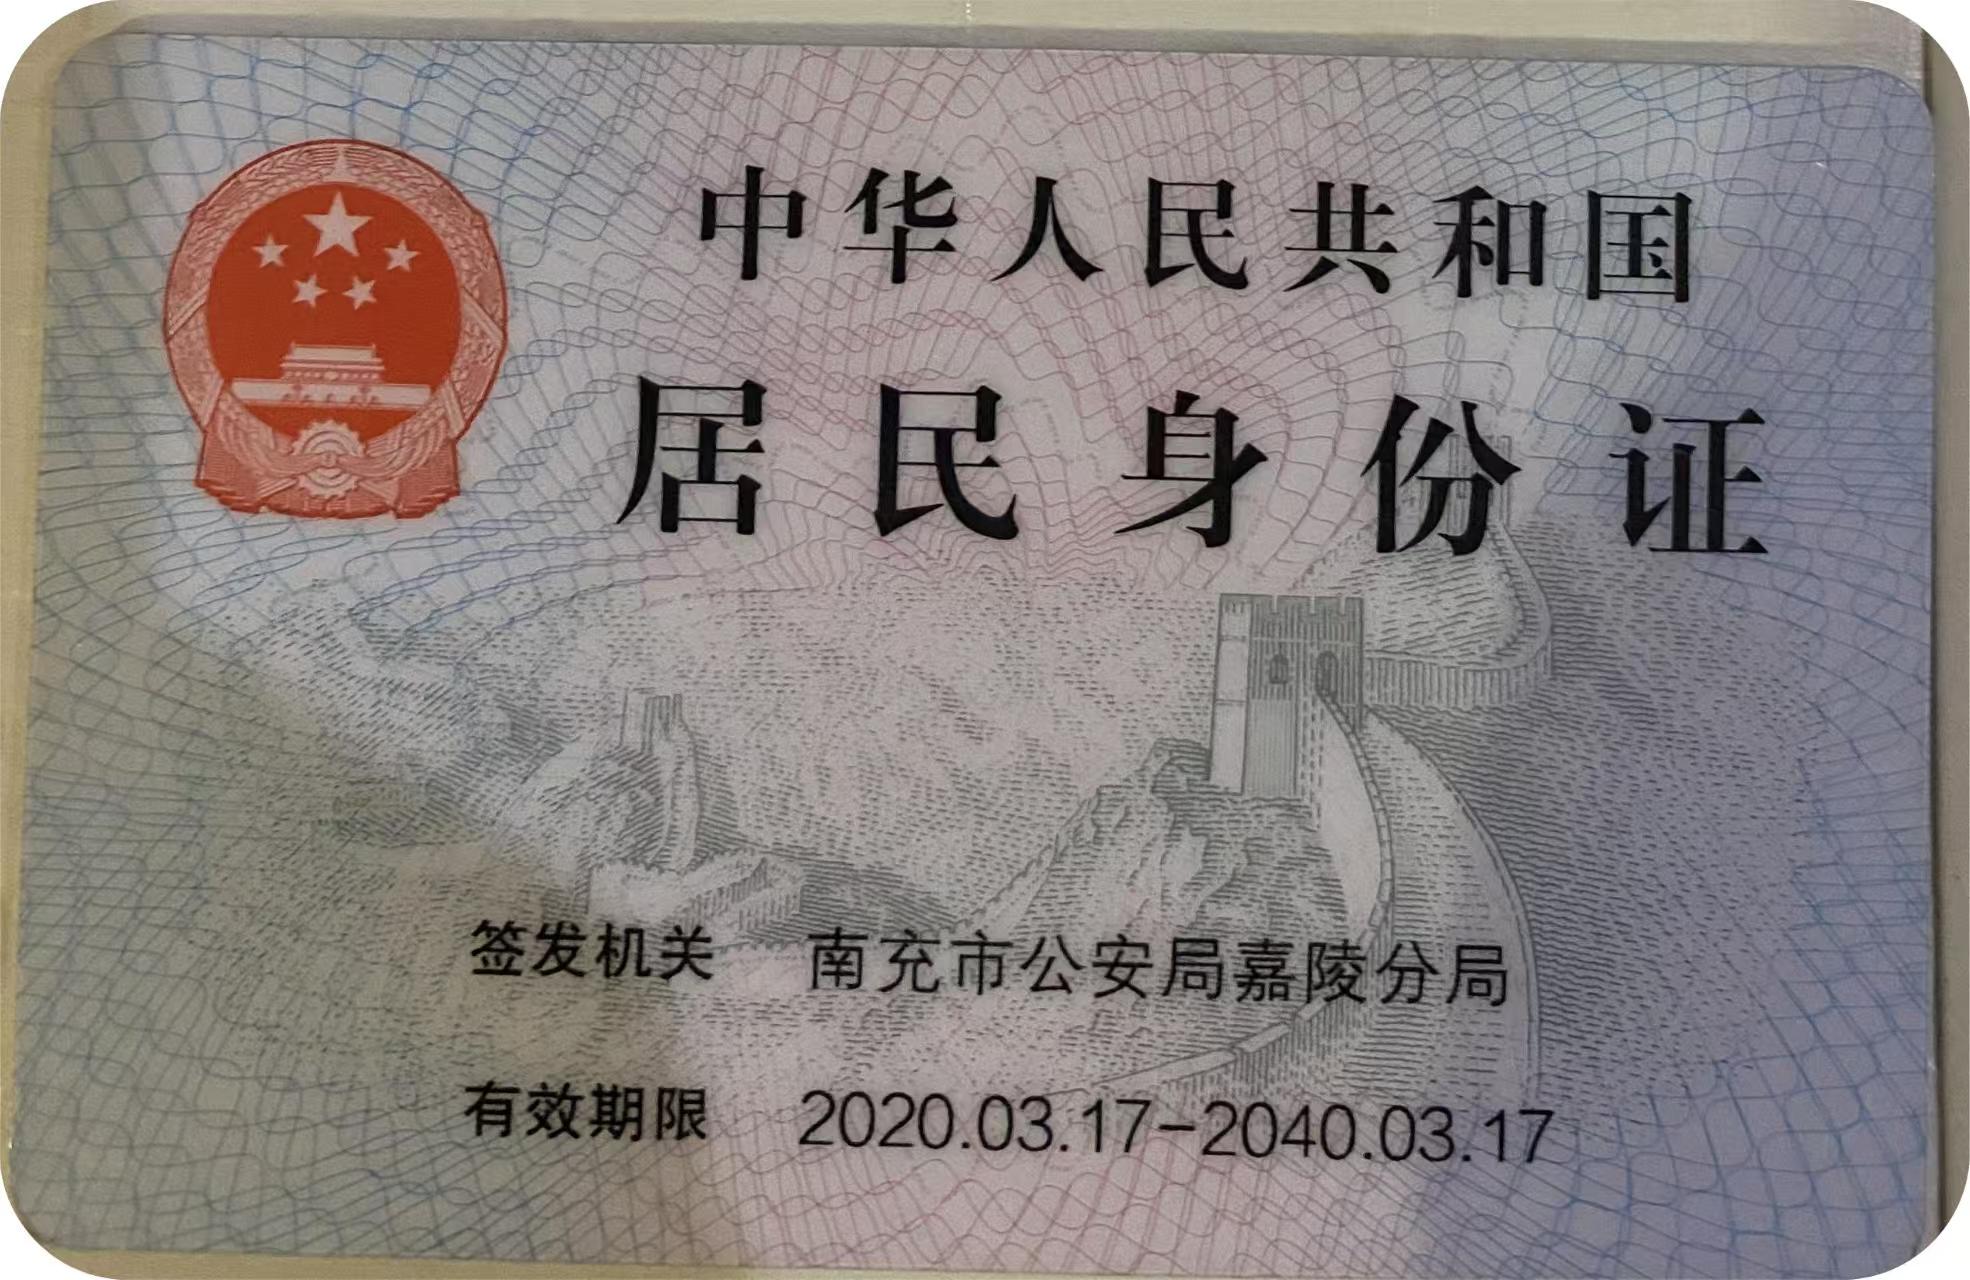 中华人民共和国
居民身份证
签发机关 南充市公安局嘉陵分局
有效期限 2020.03.17-2040.03.17